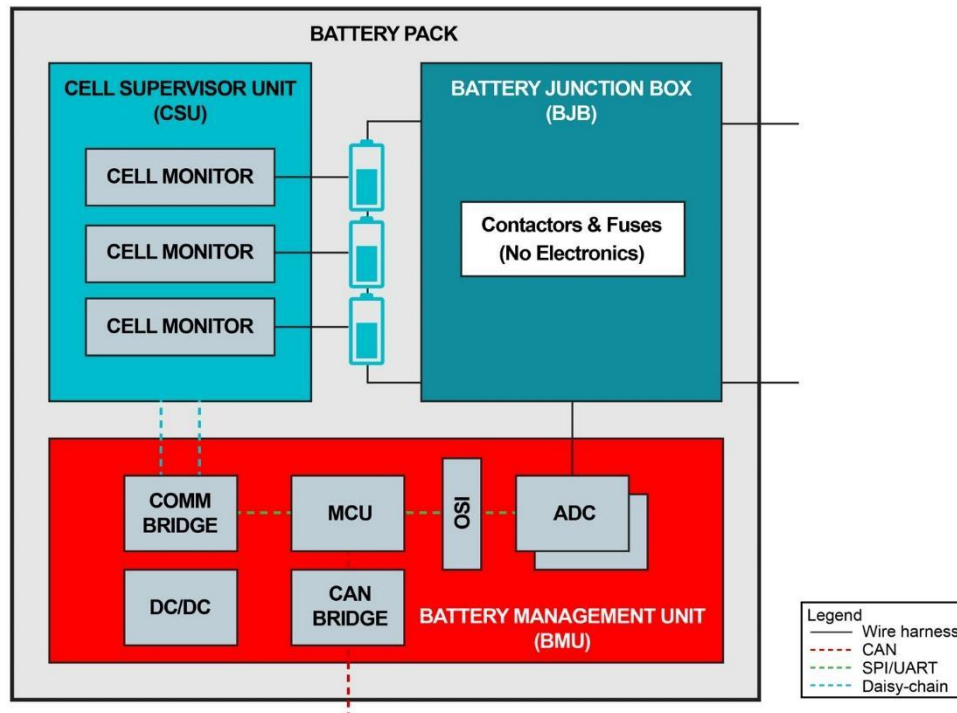 BATTERY PACK
CELL SUPERVISOR UNIT
(CSU)
CELL MONITOR
CELL MONITOR
CELL MONITOR
BATTERY JUNCTION BOX
(BJB)
Contactors & Fuses
(No Electronics)
COMM
BRIDGE
MCU
OSI
ADC
DC/DC
CAN
BRIDGE
BATTERY MANAGEMENT UNIT
(BMU)
Legend
Wire harness
CAN
SPI/UART
Daisy-chain